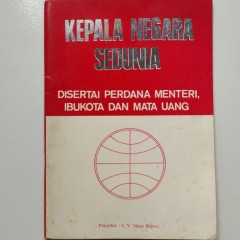 KEPALA NEGARA
SEDUNIA
DISERTAI PERDANA MENTERI,
IBUKOTA DAN MATA UANG
Penerbit : C.V.